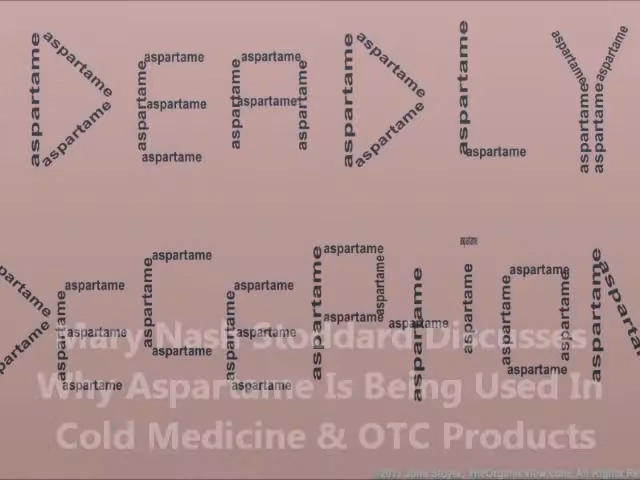 DEADLY
DECEPtiON
Mary Nash Stoddard Discusses
Why Aspartame Is Being Used In
Cold Medicine & OTC Products